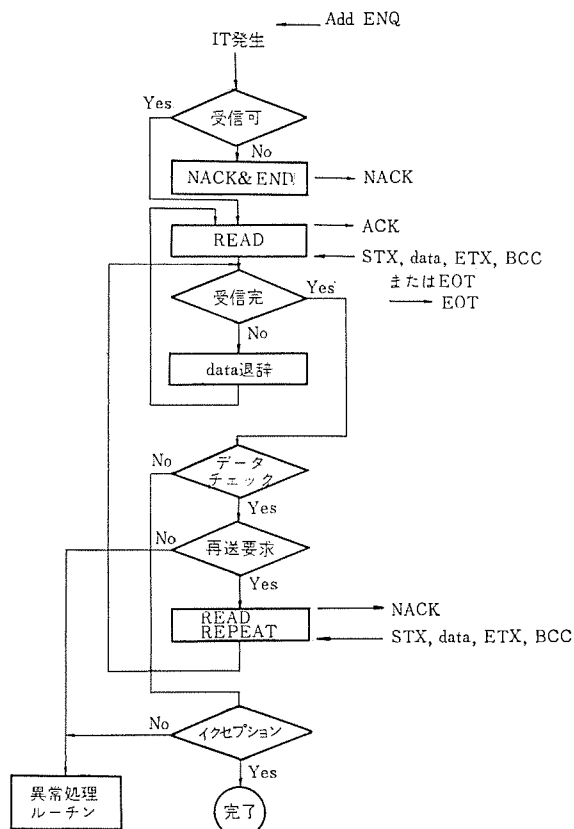 Add ENQ
IT発生
Yes
受信可
No
NACK&END
NACK
ACK
READ
STX, data, ETX, BCC
またはEOT
EOT
受信完
Yes
No
data退辞
No
データ
チェック
Yes
No
再送要求
Yes
READ
REPEAT
NACK
STX, data, ETX, BCC
No
イクセプション
Yes
異常処理
ルーチン
完了